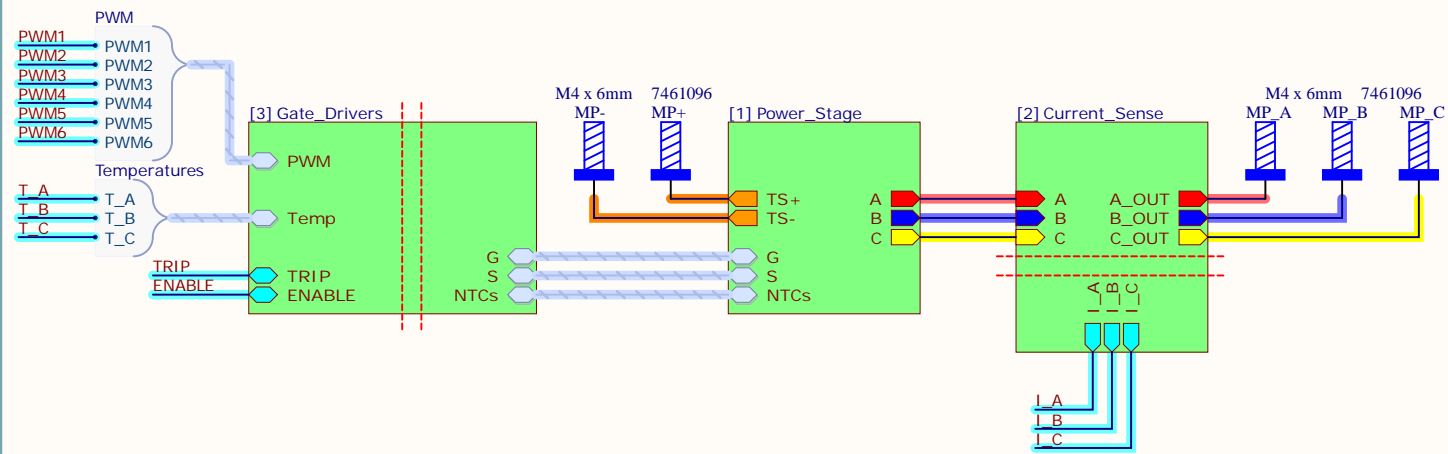 PWM
PWM1
PWM2
PWM3
PWM4
PWM5
PWM6
PWM1
PWM2
PWM3
PWM4
PWM5
PWM6
Temperatures
T_A
T_B
T_C
T_A
T_B
T_C
TRIP
ENABLE
[3] Gate_Drivers
PWM
Temp
TRIP
ENABLE
G
S
NTCs
M4 x 6mm 7461096
MP- MP+
[1] Power_Stage
TS+
TS-
G
S
NTCs
A
B
C
[2] Current_Sense
A
B
C
A_OUT
B_OUT
C_OUT
I_A
I_B
I_C
M4 x 6mm 7461096
MP_A MP_B MP_C
I_A
I_B
I_C